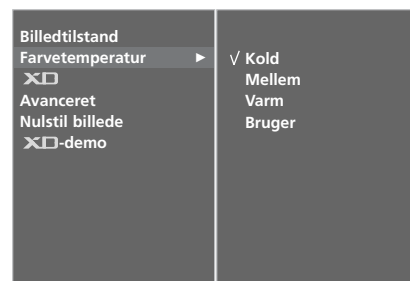 Billedtilstand
Farvetemperatur ►
XD
Avanceret
Nulstil billede
XD-demo
√ Kold
Mellem
Varm
Bruger